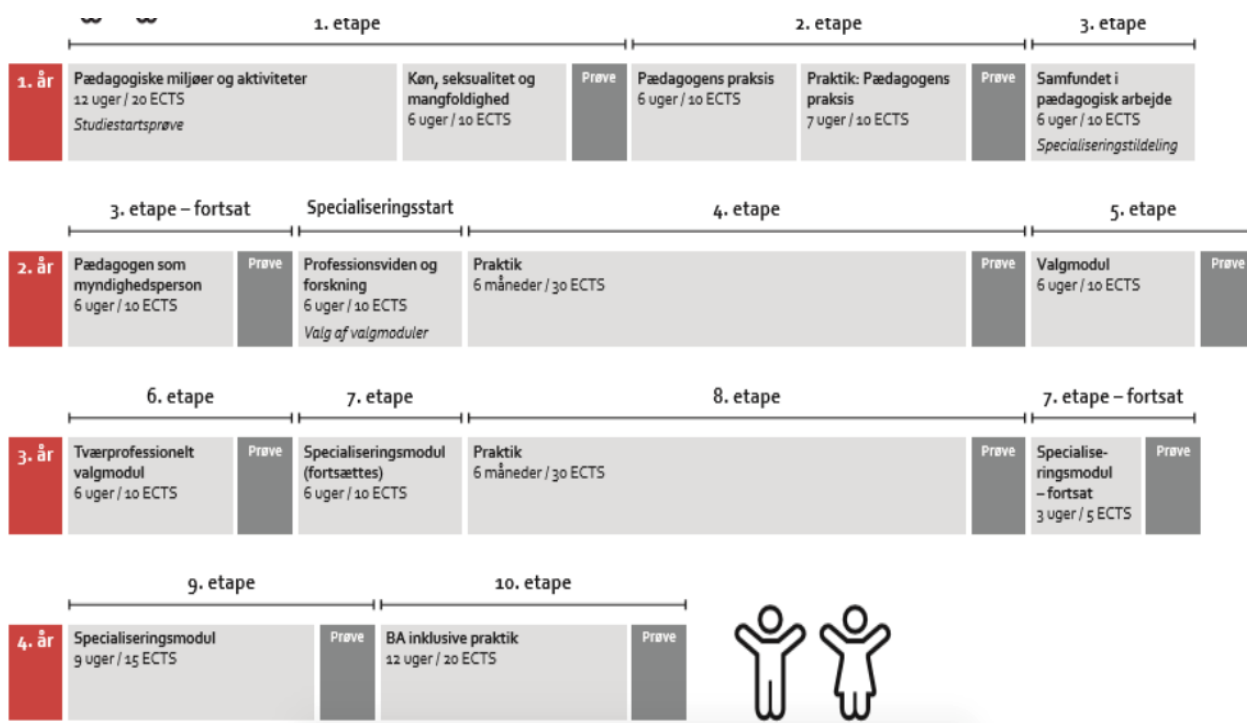 1. etape
2. etape
3. etape
1. år
Pædagogiske miljøer og aktiviteter
12 uger / 20 ECTS
Studiestartsprøve
Køn, seksualitet og
mangfoldighed
6 uger / 10 ECTS
Prøve
Pædagogens praksis
6 uger / 10 ECTS
Praktik: Pædagogens
praksis
7 uger / 10 ECTS
Prøve
Samfundet i
pædagogisk arbejde
6 uger / 10 ECTS
Specialiseringstildeling
3. etape – fortsat
Specialiseringsstart
4. etape
5. etape
2. år
Pædagogen som
myndighedsperson
6 uger / 10 ECTS
Prøve
Professionsviden og
forskning
6 uger / 10 ECTS
Valg af valgmoduler
Praktik
6 måneder / 30 ECTS
Prøve
Valgmodul
6 uger / 10 ECTS
Prøve
6. etape
7. etape
8. etape
7. etape – fortsat
3. år
Tværprofessionelt
valgmodul
6 uger / 10 ECTS
Prøve
Specialiseringsmodul
(fortsættes)
6 uger / 10 ECTS
Praktik
6 måneder / 30 ECTS
Prøve
Specialise-
ringsmodul
– fortsat
3 uger / 5 ECTS
Prøve
9. etape
10. etape
4. år
Specialiseringsmodul
9 uger / 15 ECTS
Prøve
BA inklusive praktik
12 uger / 20 ECTS
Prøve